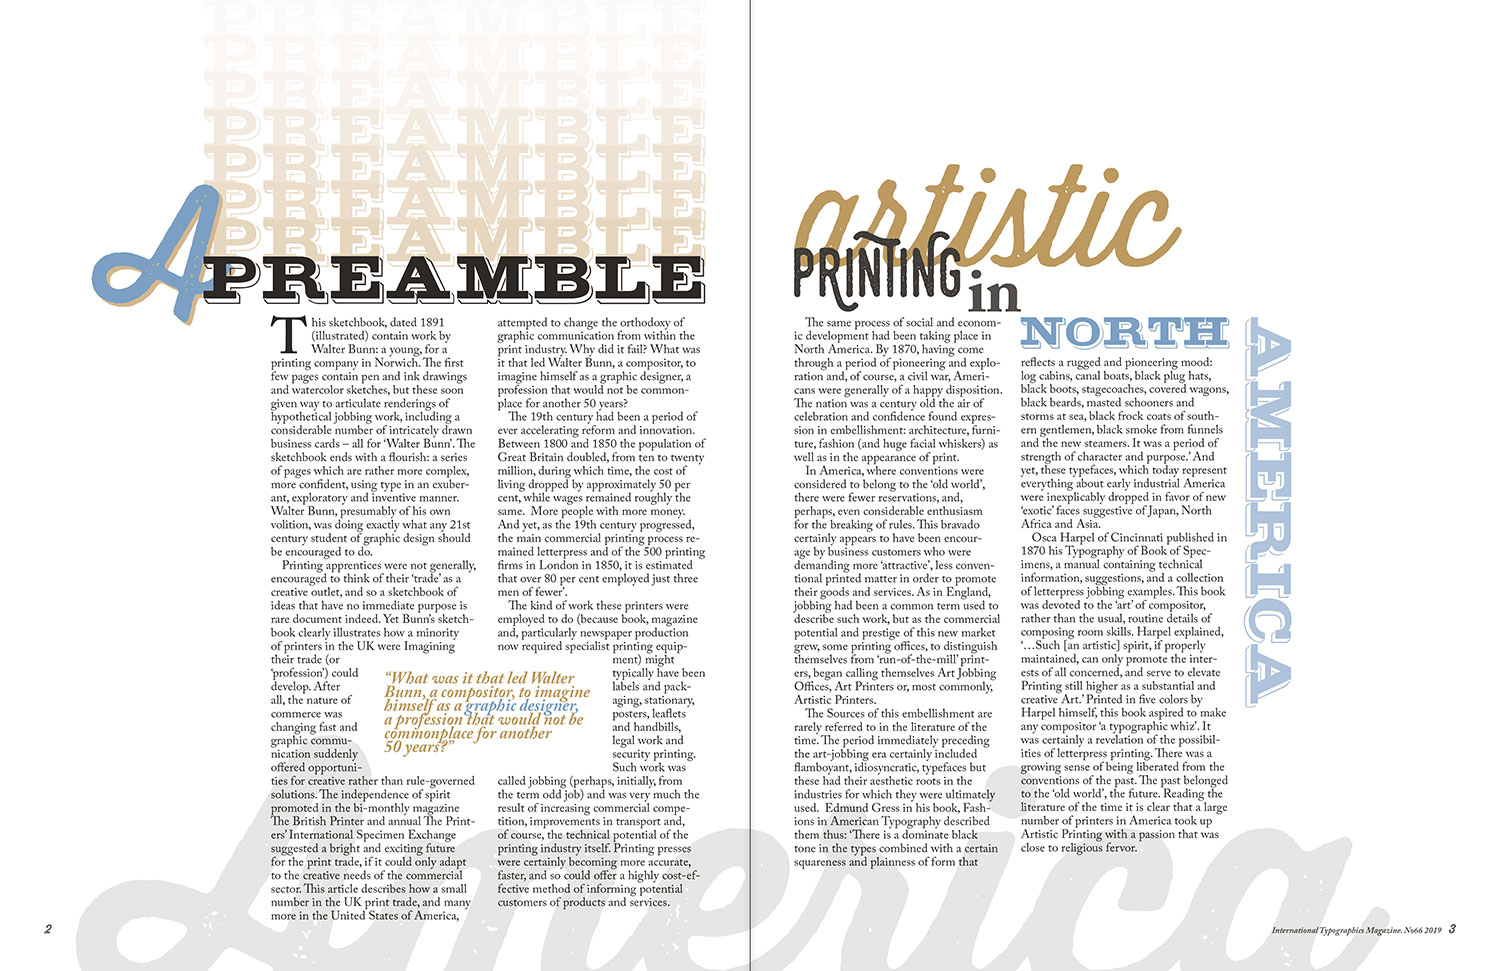 PREAMBLE
PREAMBLE
PREAMBLE
PREAMBLE
PREAMBLE
PREAMBLE
PREAMBLE
A PREAMBLE
This sketchbook, dated 1891
(illustrated) contain work by
Walter Bunn: a young, for a
printing company in Norwich. The first
few pages contain pen and ink drawings
and watercolor sketches, but these soon
given way to articulate renderings of
hypothetical jobbing work, including a
considerable number of intricately drawn
business cards – all for ‘Walter Bunn’. The
sketchbook ends with a flourish: a series
of pages which are rather more complex,
more confident, using type in an exuber-
ant, exploratory and inventive manner.
Walter Bunn, presumably of his own
volition, was doing exactly what any 21st
century student of graphic design should
be encouraged to do.
Printing apprentices were not generally,
encouraged to think of their ‘trade’ as a
creative outlet, and so a sketchbook of
ideas that have no immediate purpose is
rare document indeed. Yet Bunn’s sketch-
book clearly illustrates how a minority
of printers in the UK were Imagining
their trade (or
‘profession’) could
develop. After
all, the nature of
commerce was
changing fast and
graphic commu-
nication suddenly
offered opportuni-
ties for creative rather than rule-governed
solutions. The independence of spirit
promoted in the bi-monthly magazine
The British Printer and annual The Print-
ers’ International Specimen Exchange
suggested a bright and exciting future
for the print trade, if it could only adapt
to the creative needs of the commercial
sector. This article describes how a small
number in the UK print trade, and many
more in the United States of America,
“What was it that led Walter
Bunn, a compositor, to imagine
himself as a graphic designer,
a profession that would not be
commonplace for another
50 years?”
attempted to change the orthodoxy of
graphic communication from within the
print industry. Why did it fail? What was
it that led Walter Bunn, a compositor, to
imagine himself as a graphic designer, a
profession that would not be common-
place for another 50 years?
The 19th century had been a period of
ever accelerating reform and innovation.
Between 1800 and 1850 the population of
Great Britain doubled, from ten to twenty
million, during which time, the cost of
living dropped by approximately 50 per
cent, while wages remained roughly the
same. More people with more money.
And yet, as the 19th century progressed,
the main commercial printing process re-
mained letterpress and of the 500 printing
firms in London in 1850, it is estimated
that over 80 per cent employed just three
men of fewer’.
The kind of work these printers were
employed to do (because book, magazine
and, particularly newspaper production
now required specialist printing equip-
ment) might
typically have been
labels and pack-
aging, stationary,
posters, leaflets
and handbills,
legal work and
security printing.
Such work was
called jobbing (perhaps, initially, from
the term odd job) and was very much the
result of increasing commercial compe-
tition, improvements in transport and,
of course, the technical potential of the
printing industry itself. Printing presses
were certainly becoming more accurate,
faster, and so could offer a highly cost-ef-
fective method of informing potential
customers of products and services.
2
artistic
PRINTING in
NORTH
AMERICA
The same process of social and econom-
ic development had been taking place in
North America. By 1870, having come
through a period of pioneering and explo-
ration and, of course, a civil war, Ameri-
cans were generally of a happy disposition.
The nation was a century old the air of
celebration and confidence found expres-
sion in embellishment: architecture, furni-
ture, fashion (and huge facial whiskers) as
well as in the appearance of print.
In America, where conventions were
considered to belong to the ‘old world’,
there were fewer reservations, and,
perhaps, even considerable enthusiasm
for the breaking of rules. This bravado
certainly appears to have been encour-
age by business customers who were
demanding more ‘attractive’, less conven-
tional printed matter in order to promote
their goods and services. As in England,
jobbing had been a common term used to
describe such work, but as the commercial
potential and prestige of this new market
grew, some printing offices, to distinguish
themselves from ‘run-of-the-mill’ print-
ers, began calling themselves Art Jobbing
Offices, Art Printers or, most commonly,
Artistic Printers.
The Sources of this embellishment are
rarely referred to in the literature of the
time. The period immediately preceding
the art-jobbing era certainly included
flamboyant, idiosyncratic, typefaces but
these had their aesthetic roots in the
industries for which they were ultimately
used. Edmund Gress in his book, Fash-
ions in American Typography described
them thus: ‘There is a dominate black
tone in the types combined with a certain
squareness and plainness of form that
reflects a rugged and pioneering mood:
log cabins, canal boats, black plug hats,
black boots, stagecoaches, covered wagons,
black beards, masted schooners and
storms at sea, black frock coats of south-
ern gentlemen, black smoke from funnels
and the new steamers. It was a period of
strength of character and purpose.’ And
yet, these typefaces, which today represent
everything about early industrial America
were inexplicably dropped in favor of new
‘exotic’ faces suggestive of Japan, North
Africa and Asia.
Osca Harpel of Cincinnati published in
1870 his Typography of Book of Spec-
imens, a manual containing technical
information, suggestions, and a collection
of letterpress jobbing examples. This book
was devoted to the ‘art’ of compositor,
rather than the usual, routine details of
composing room skills. Harpel explained,
‘…Such [an artistic] spirit, if properly
maintained, can only promote the inter-
ests of all concerned, and serve to elevate
Printing still higher as a substantial and
creative Art.’ Printed in five colors by
Harpel himself, this book aspired to make
any compositor ‘a typographic whiz’. It
was certainly a revelation of the possibil-
ities of letterpress printing. There was a
growing sense of being liberated from the
conventions of the past. The past belonged
to the ‘old world’, the future. Reading the
literature of the time it is clear that a large
number of printers in America took up
Artistic Printing with a passion that was
close to religious fervor.
America
International Typographics Magazine. No66 2019 3